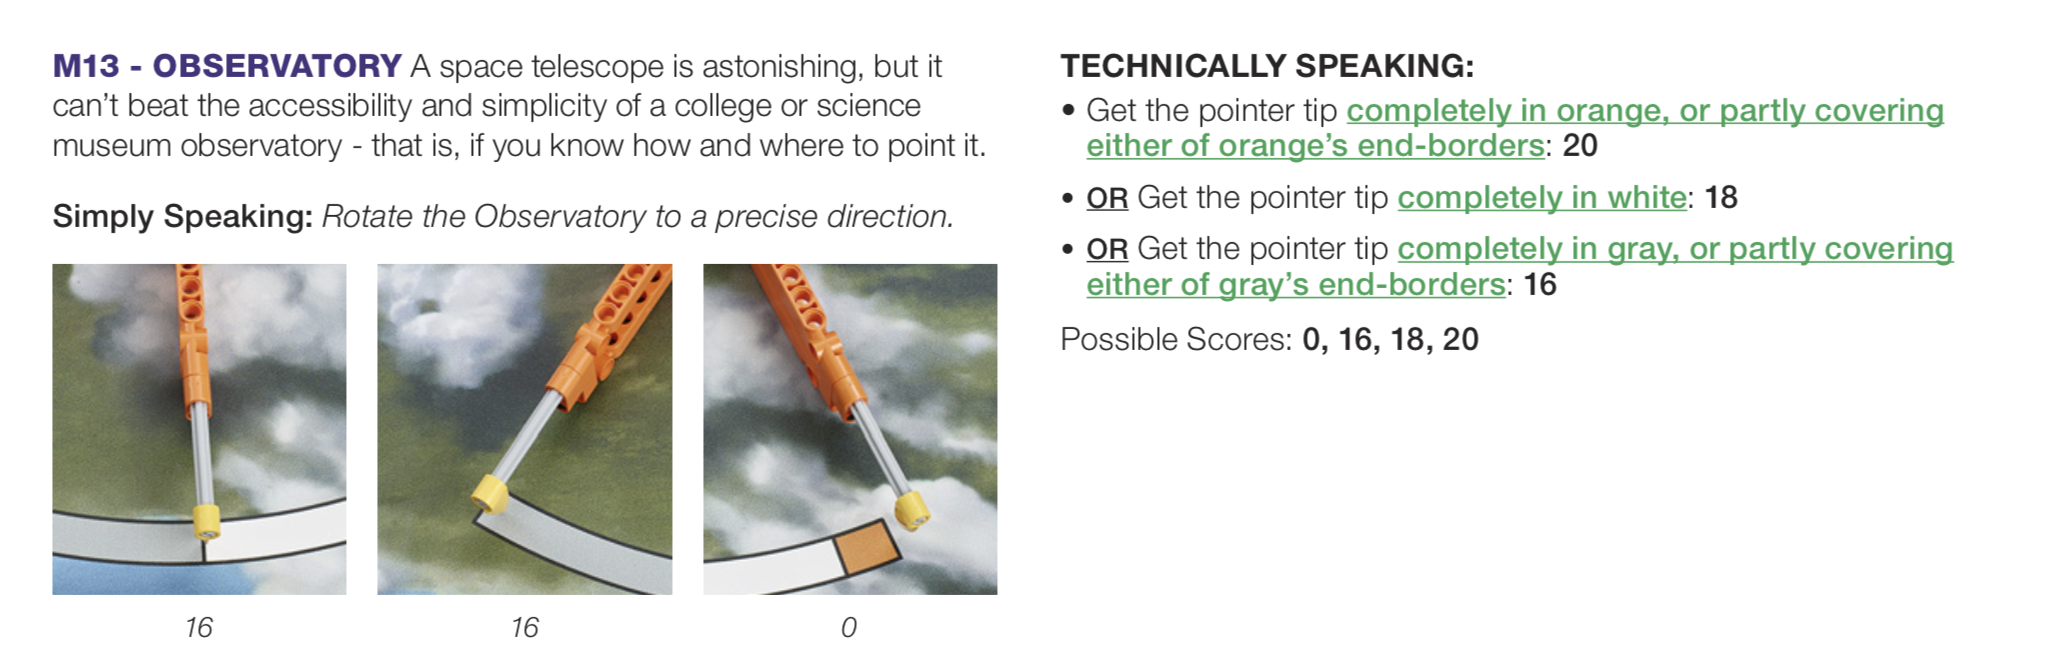 M13 - OBSERVATORY A space telescope is astonishing, but it
can’t beat the accessibility and simplicity of a college or science
museum observatory - that is, if you know how and where to point it.
Simply Speaking: Rotate the Observatory to a precise direction.
16
16
0
TECHNICALLY SPEAKING:
• Get the pointer tip completely in orange, or partly covering
either of orange’s end-borders: 20
• OR Get the pointer tip completely in white: 18
• OR Get the pointer tip completely in gray, or partly covering
either of gray’s end-borders: 16
Possible Scores: 0, 16, 18, 20